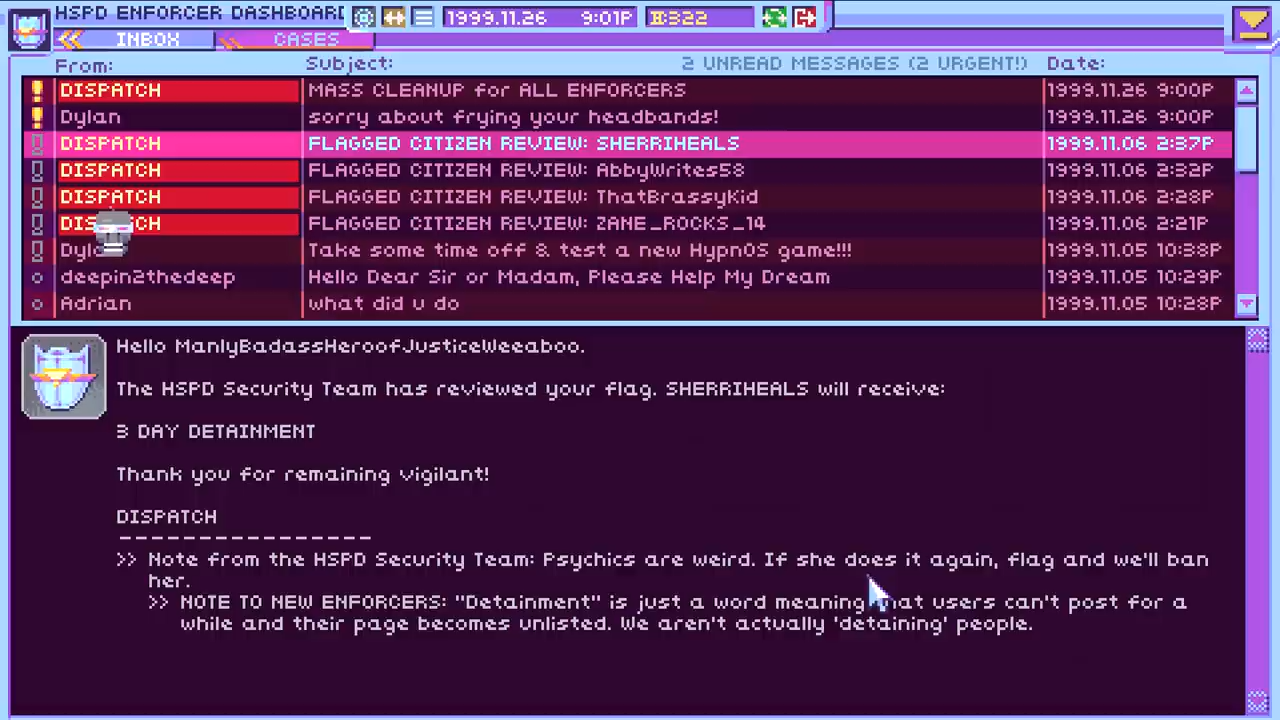 HSPD ENFORCER DASHBOARD 1999.11.26 9:01P 322
INBOX CASES
From: Subject: 2 UNREAD MESSAGES (2 URGENT!) Date:
DISPATCH MASS CLEANUP for ALL ENFORCERS 1999.11.26 9:00P
Dylan sorry about frying your headbands! 1999.11.26 9:00P
DISPATCH FLAGGED CITIZEN REVIEW: SHERRIHEALS 1999.11.06 2:37P
DISPATCH FLAGGED CITIZEN REVIEW: AbbyWrites58 1999.11.06 2:32P
DISPATCH FLAGGED CITIZEN REVIEW: ThatBrassyKid 1999.11.06 2:28P
DISPATCH FLAGGED CITIZEN REVIEW: ZANE_ROCKS_14 1999.11.06 2:21P
Dylan Take some time off & test a new HypnOS game!!! 1999.11.05 10:38P
deepin2thedeep Hello Dear Sir or Madam, Please Help My Dream 1999.11.05 10:29P
Adrian what did u do 1999.11.05 10:28P
Hello ManlyBadassHeroofJusticeWeeaboo.
The HSPD Security Team has reviewed your flag. SHERRIHEALS will receive:
3 DAY DETAINMENT
Thank you for remaining vigilant!
DISPATCH
----------------
>> Note from the HSPD Security Team: Psychics are weird. If she does it again, flag and we'll ban
her.
>> NOTE TO NEW ENFORCERS: "Detainment" is just a word meaning that users can't post for a
while and their page becomes unlisted. We aren't actually 'detaining' people.